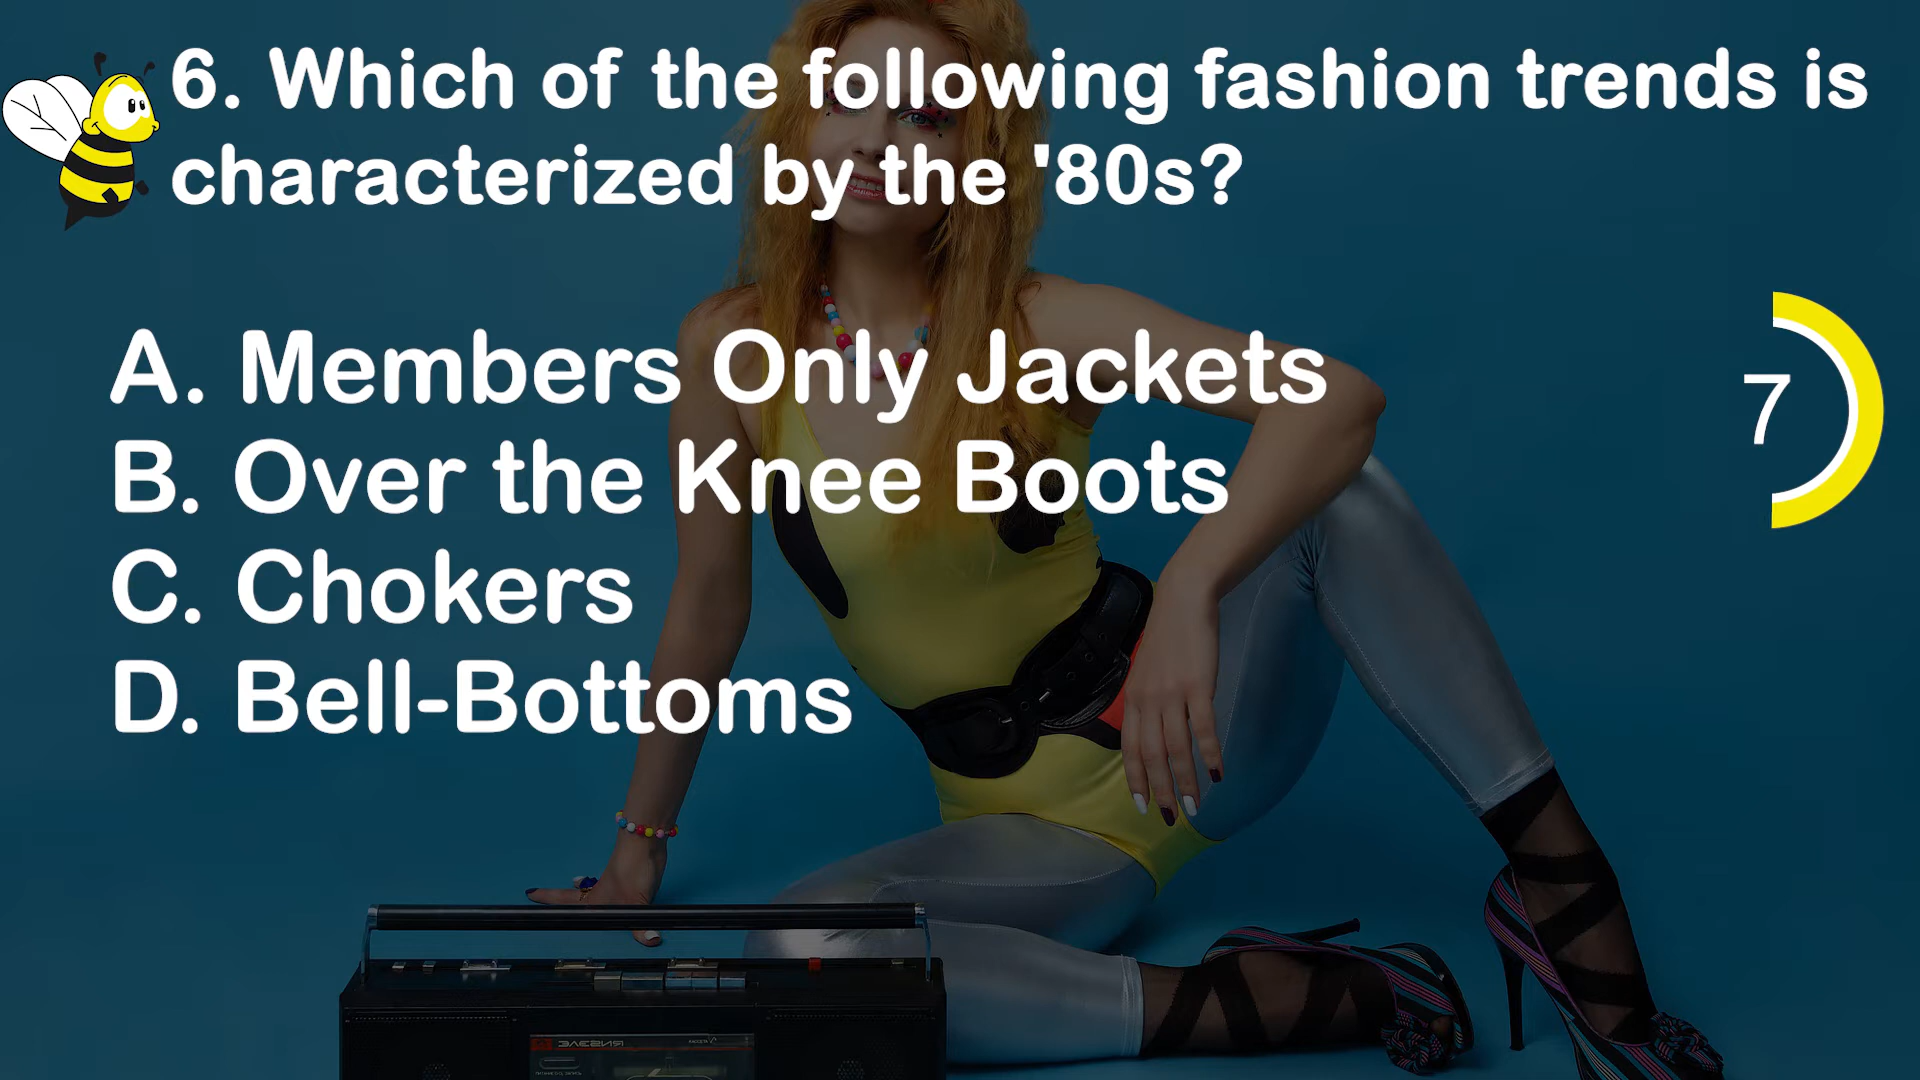 6. Which of the following fashion trends is
characterized by the '80s?
A. Members Only Jackets
7
B. Over the Knee Boots
C. Chokers
D. Bell-Bottoms